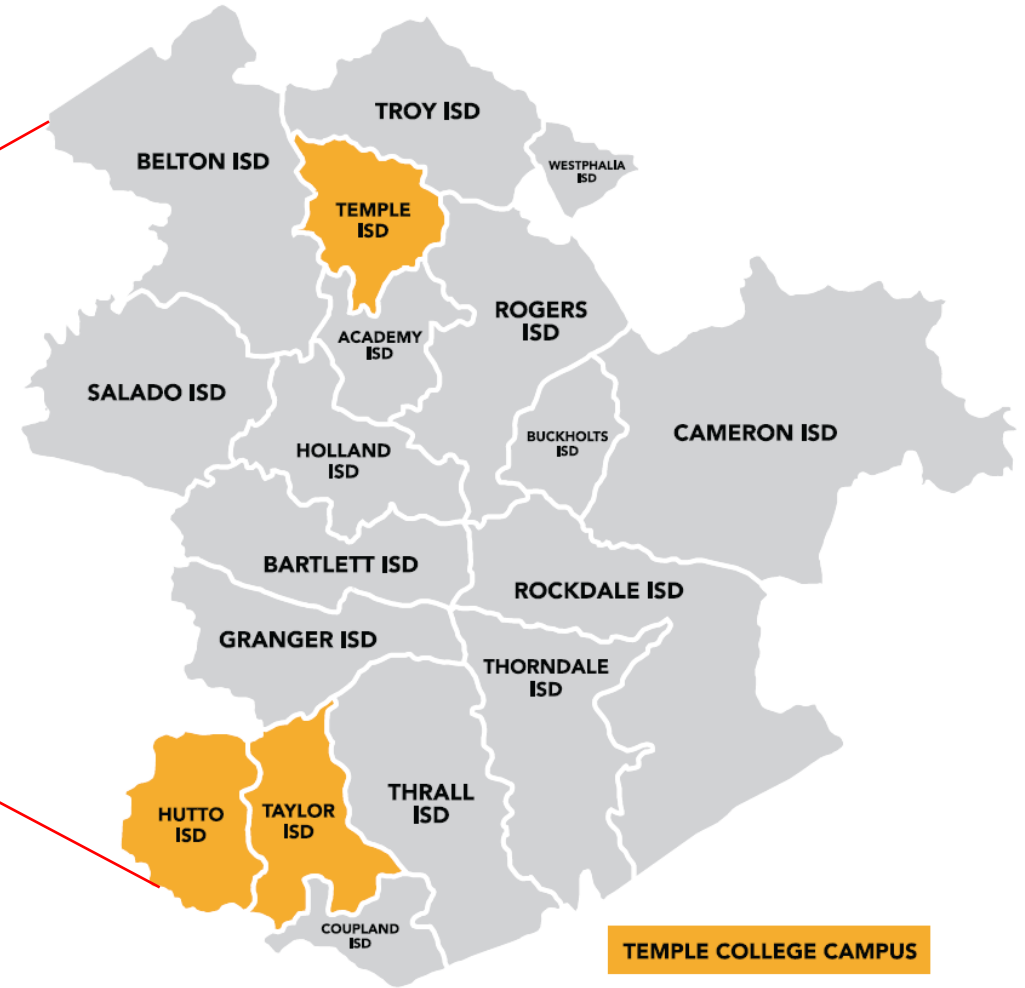 TROY ISD
BELTON ISD
WESTPHALIA
ISD
TEMPLE
ISD
ROGERS
ISD
ACADEMY
ISD
SALADO ISD
CAMERON ISD
BUCKHOLTS
ISD
HOLLAND
ISD
BARTLETT ISD
ROCKDALE ISD
GRANGER ISD
THORNDALE
ISD
THRALL
ISD
HUTTO
ISD
TAYLOR
ISD
COUPLAND
ISD
TEMPLE COLLEGE CAMPUS